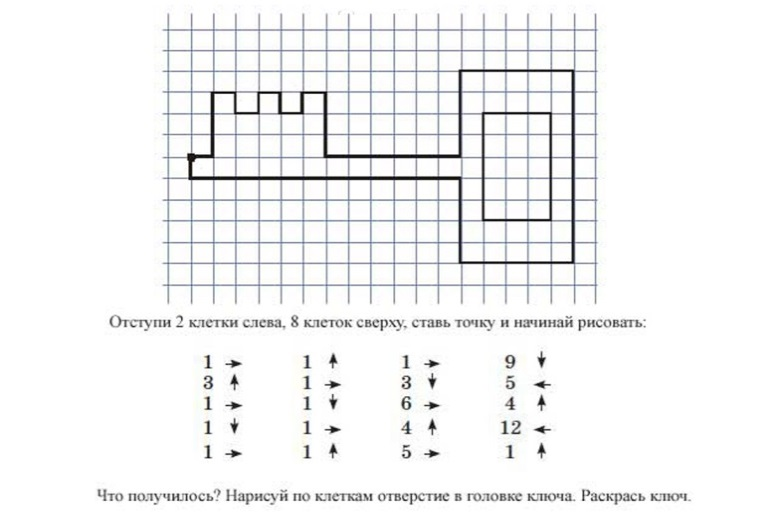 Отступи 2 клетки слева, 8 клеток сверху, ставь точку и начинай рисовать:
1 → 1 ↑ 1 → 9 ↓
3 ↑ 1 → 3 ↓ 5 ←
1 → 1 ↓ 6 → 4 ↑
1 ↓ 1 → 4 ↑ 12 ←
1 → 1 ↑ 5 → 1 ↑
Что получилось? Нарисуй по клеткам отверстие в головке ключа. Раскрась ключ.